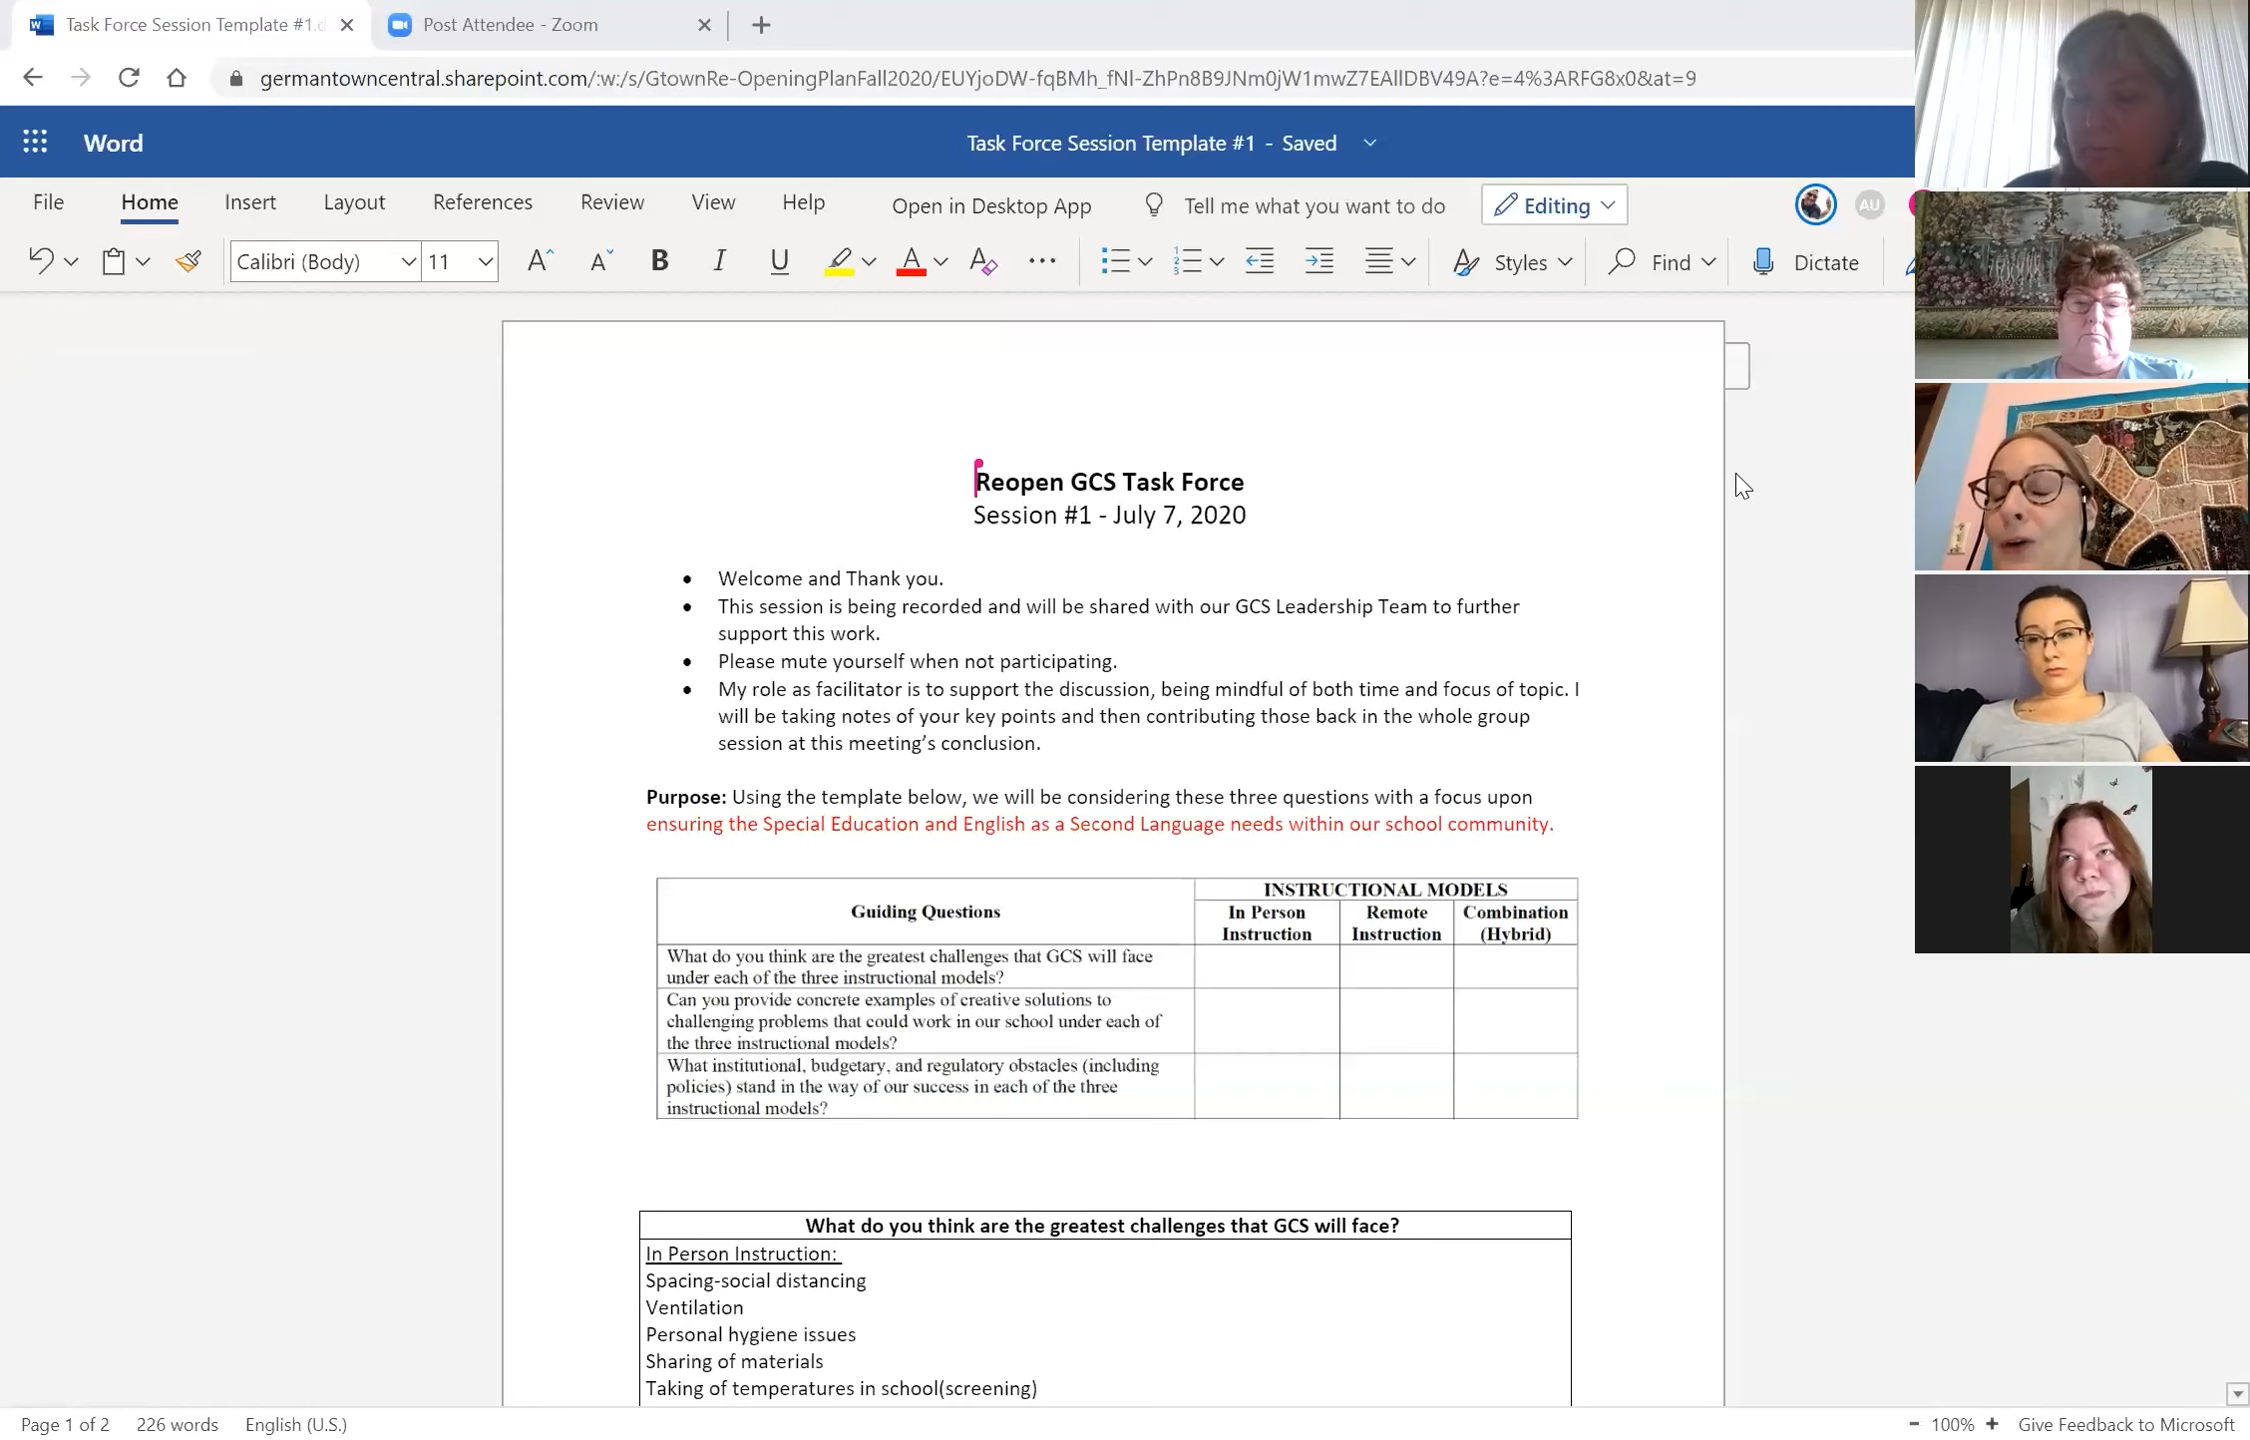 Task Force Session Template #1.d
Post Attendee - Zoom
germantowncentral.sharepoint.com/:w:/s/GtownRe-OpeningPlanFall2020/EUYjoDW-fqBMh_fNl-ZhPn8B9JNm0jW1mwZ7EAllDBV49A?e=4%3ARFG8x0&at=9
Word
Task Force Session Template #1 - Saved
File Home Insert Layout References Review View Help Open in Desktop App Tell me what you want to do Editing AU
Calibri (Body) 11 B I U Styles Find Dictate
Reopen GCS Task Force
Session #1 - July 7, 2020
• Welcome and Thank you.
• This session is being recorded and will be shared with our GCS Leadership Team to further
support this work.
• Please mute yourself when not participating.
• My role as facilitator is to support the discussion, being mindful of both time and focus of topic. I
will be taking notes of your key points and then contributing those back in the whole group
session at this meeting’s conclusion.
Purpose: Using the template below, we will be considering these three questions with a focus upon
ensuring the Special Education and English as a Second Language needs within our school community.
Guiding Questions
INSTRUCTIONAL MODELS
In Person
Instruction
Remote
Instruction
Combination
(Hybrid)
What do you think are the greatest challenges that GCS will face
under each of the three instructional models?
Can you provide concrete examples of creative solutions to
challenging problems that could work in our school under each of
the three instructional models?
What institutional, budgetary, and regulatory obstacles (including
policies) stand in the way of our success in each of the three
instructional models?
What do you think are the greatest challenges that GCS will face?
In Person Instruction:
Spacing-social distancing
Ventilation
Personal hygiene issues
Sharing of materials
Taking of temperatures in school(screening)
Page 1 of 2 226 words English (U.S.) - 100% + Give Feedback to Microsoft